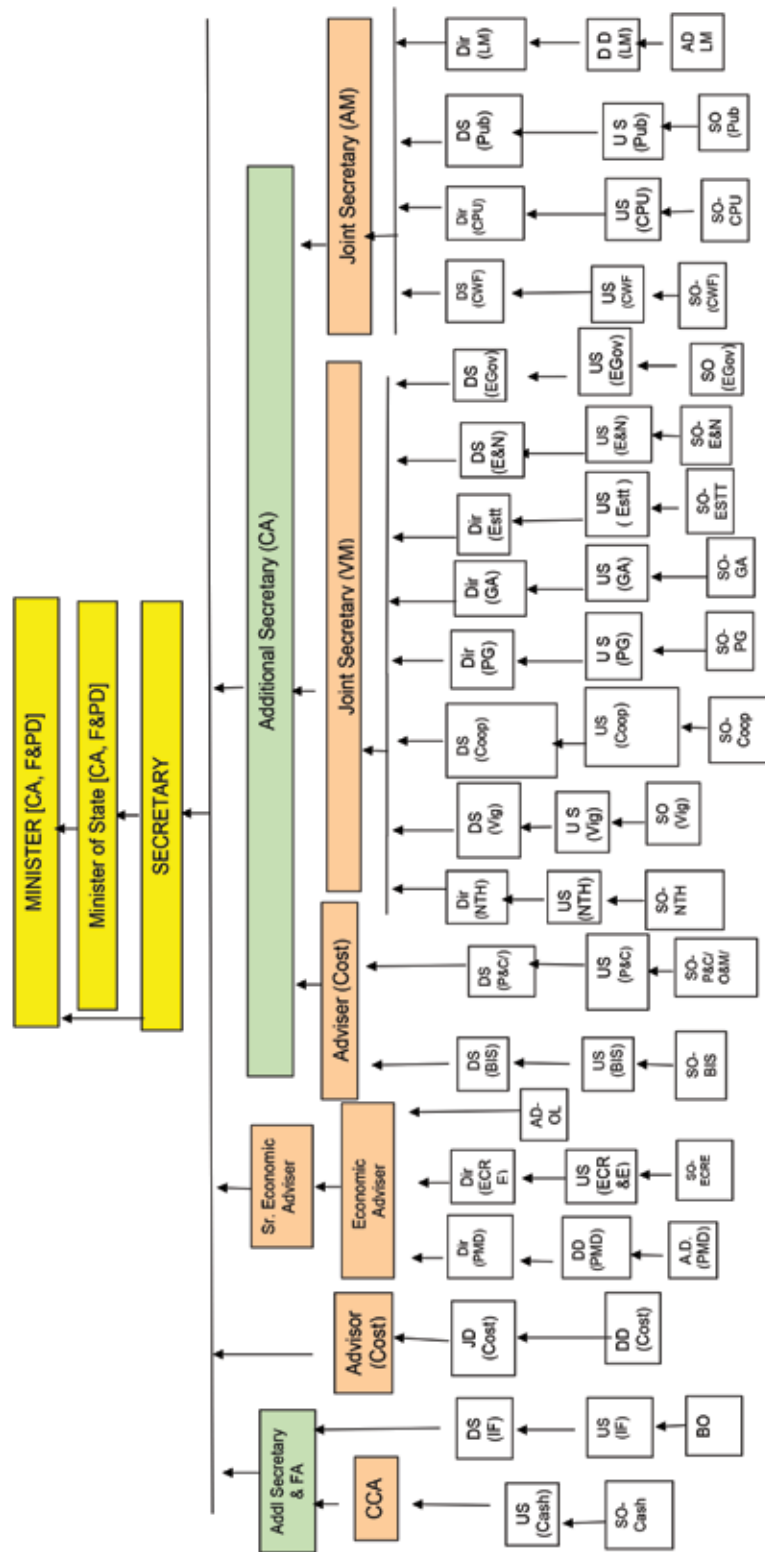 MINISTER [CA, F&PD]
Minister of State [CA, F&PD]
SECRETARY
Addl Secretary
& FA
Sr. Economic
Adviser
Additional Secretary (CA)
CCA
Advisor
(Cost)
Economic
Adviser
Adviser (Cost)
Joint Secretary (VM)
Joint Secretary (AM)
US
(Cash)
DS
(IF)
JD
(Cost)
Dir
(PMD)
Dir
(ECR
E)
AD-
OL
DS
(BIS)
DS
(P&C/
Dir
(NTH)
DS
(Vig)
DS
(Coop)
Dir
(PG)
Dir
(GA)
Dir
(Estt
DS
(E&N)
DS
(EGov)
DS
(CWF)
Dir
(CPU)
DS
(Pub)
Dir
(LM)
US
(IF)
DD
(PMD)
US
(ECR
&E)
US
(BIS)
US
(P&C)
US
(NTH)
U S
(Vig)
US
(Coop)
U S
(PG)
US
(GA)
US
( Estt )
US
(E&N)
US
(EGov)
US
(CWF
US
(CPU)
U S
(Pub)
D D
(LM)
SO-
Cash
BO
DD
(Cost)
A.D.
(PMD)
SO-
ECRE
SO-
BIS
SO-
P&C/
O&M/
SO-
NTH
SO
(Vig)
SO-
Coop
SO-
PG
SO-
GA
SO-
ESTT
SO-
E&N
SO
(EGov)
SO-
(CWF)
SO-
CPU
SO
(Pub
AD
LM